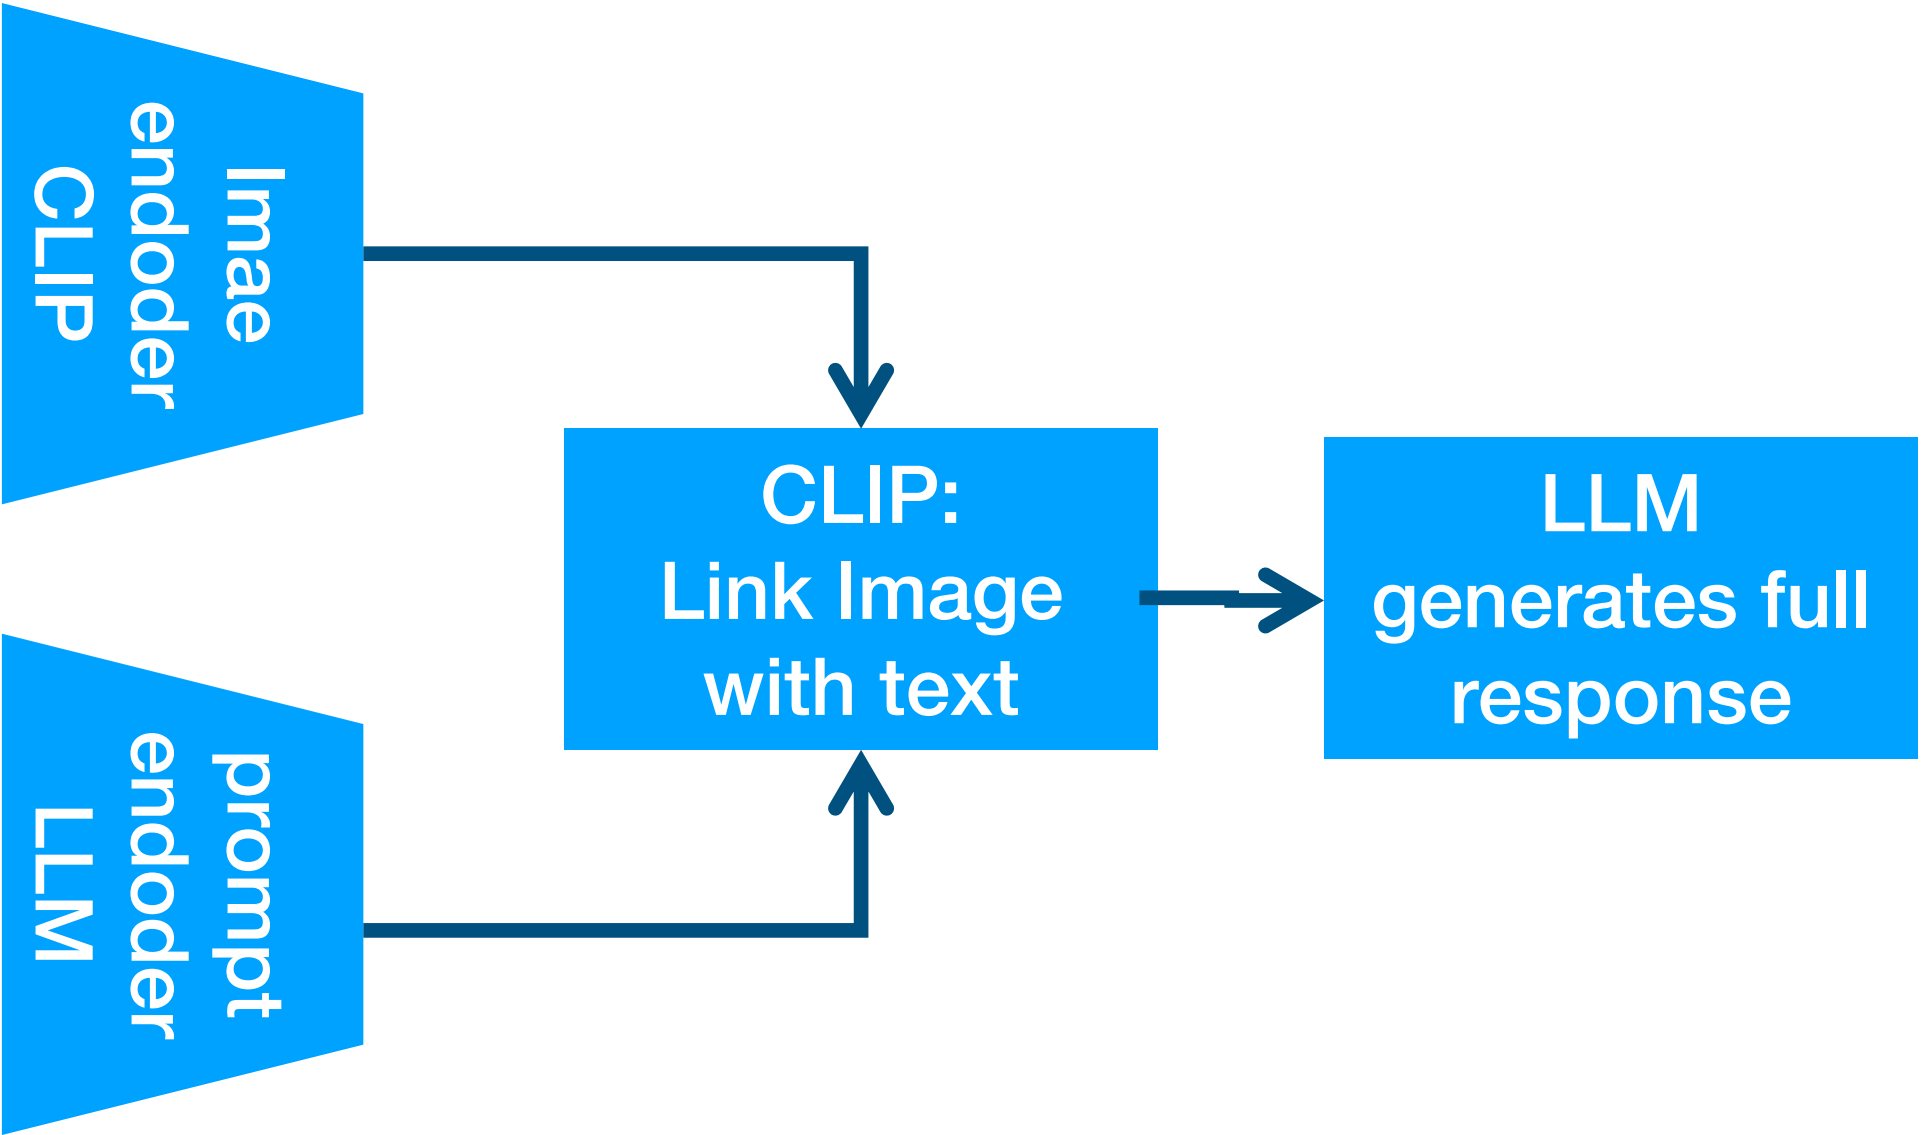 Imae
endoder
CLIP
CLIP:
Link Image
with text
LLM
generates full
response
prompt
endoder
LLM